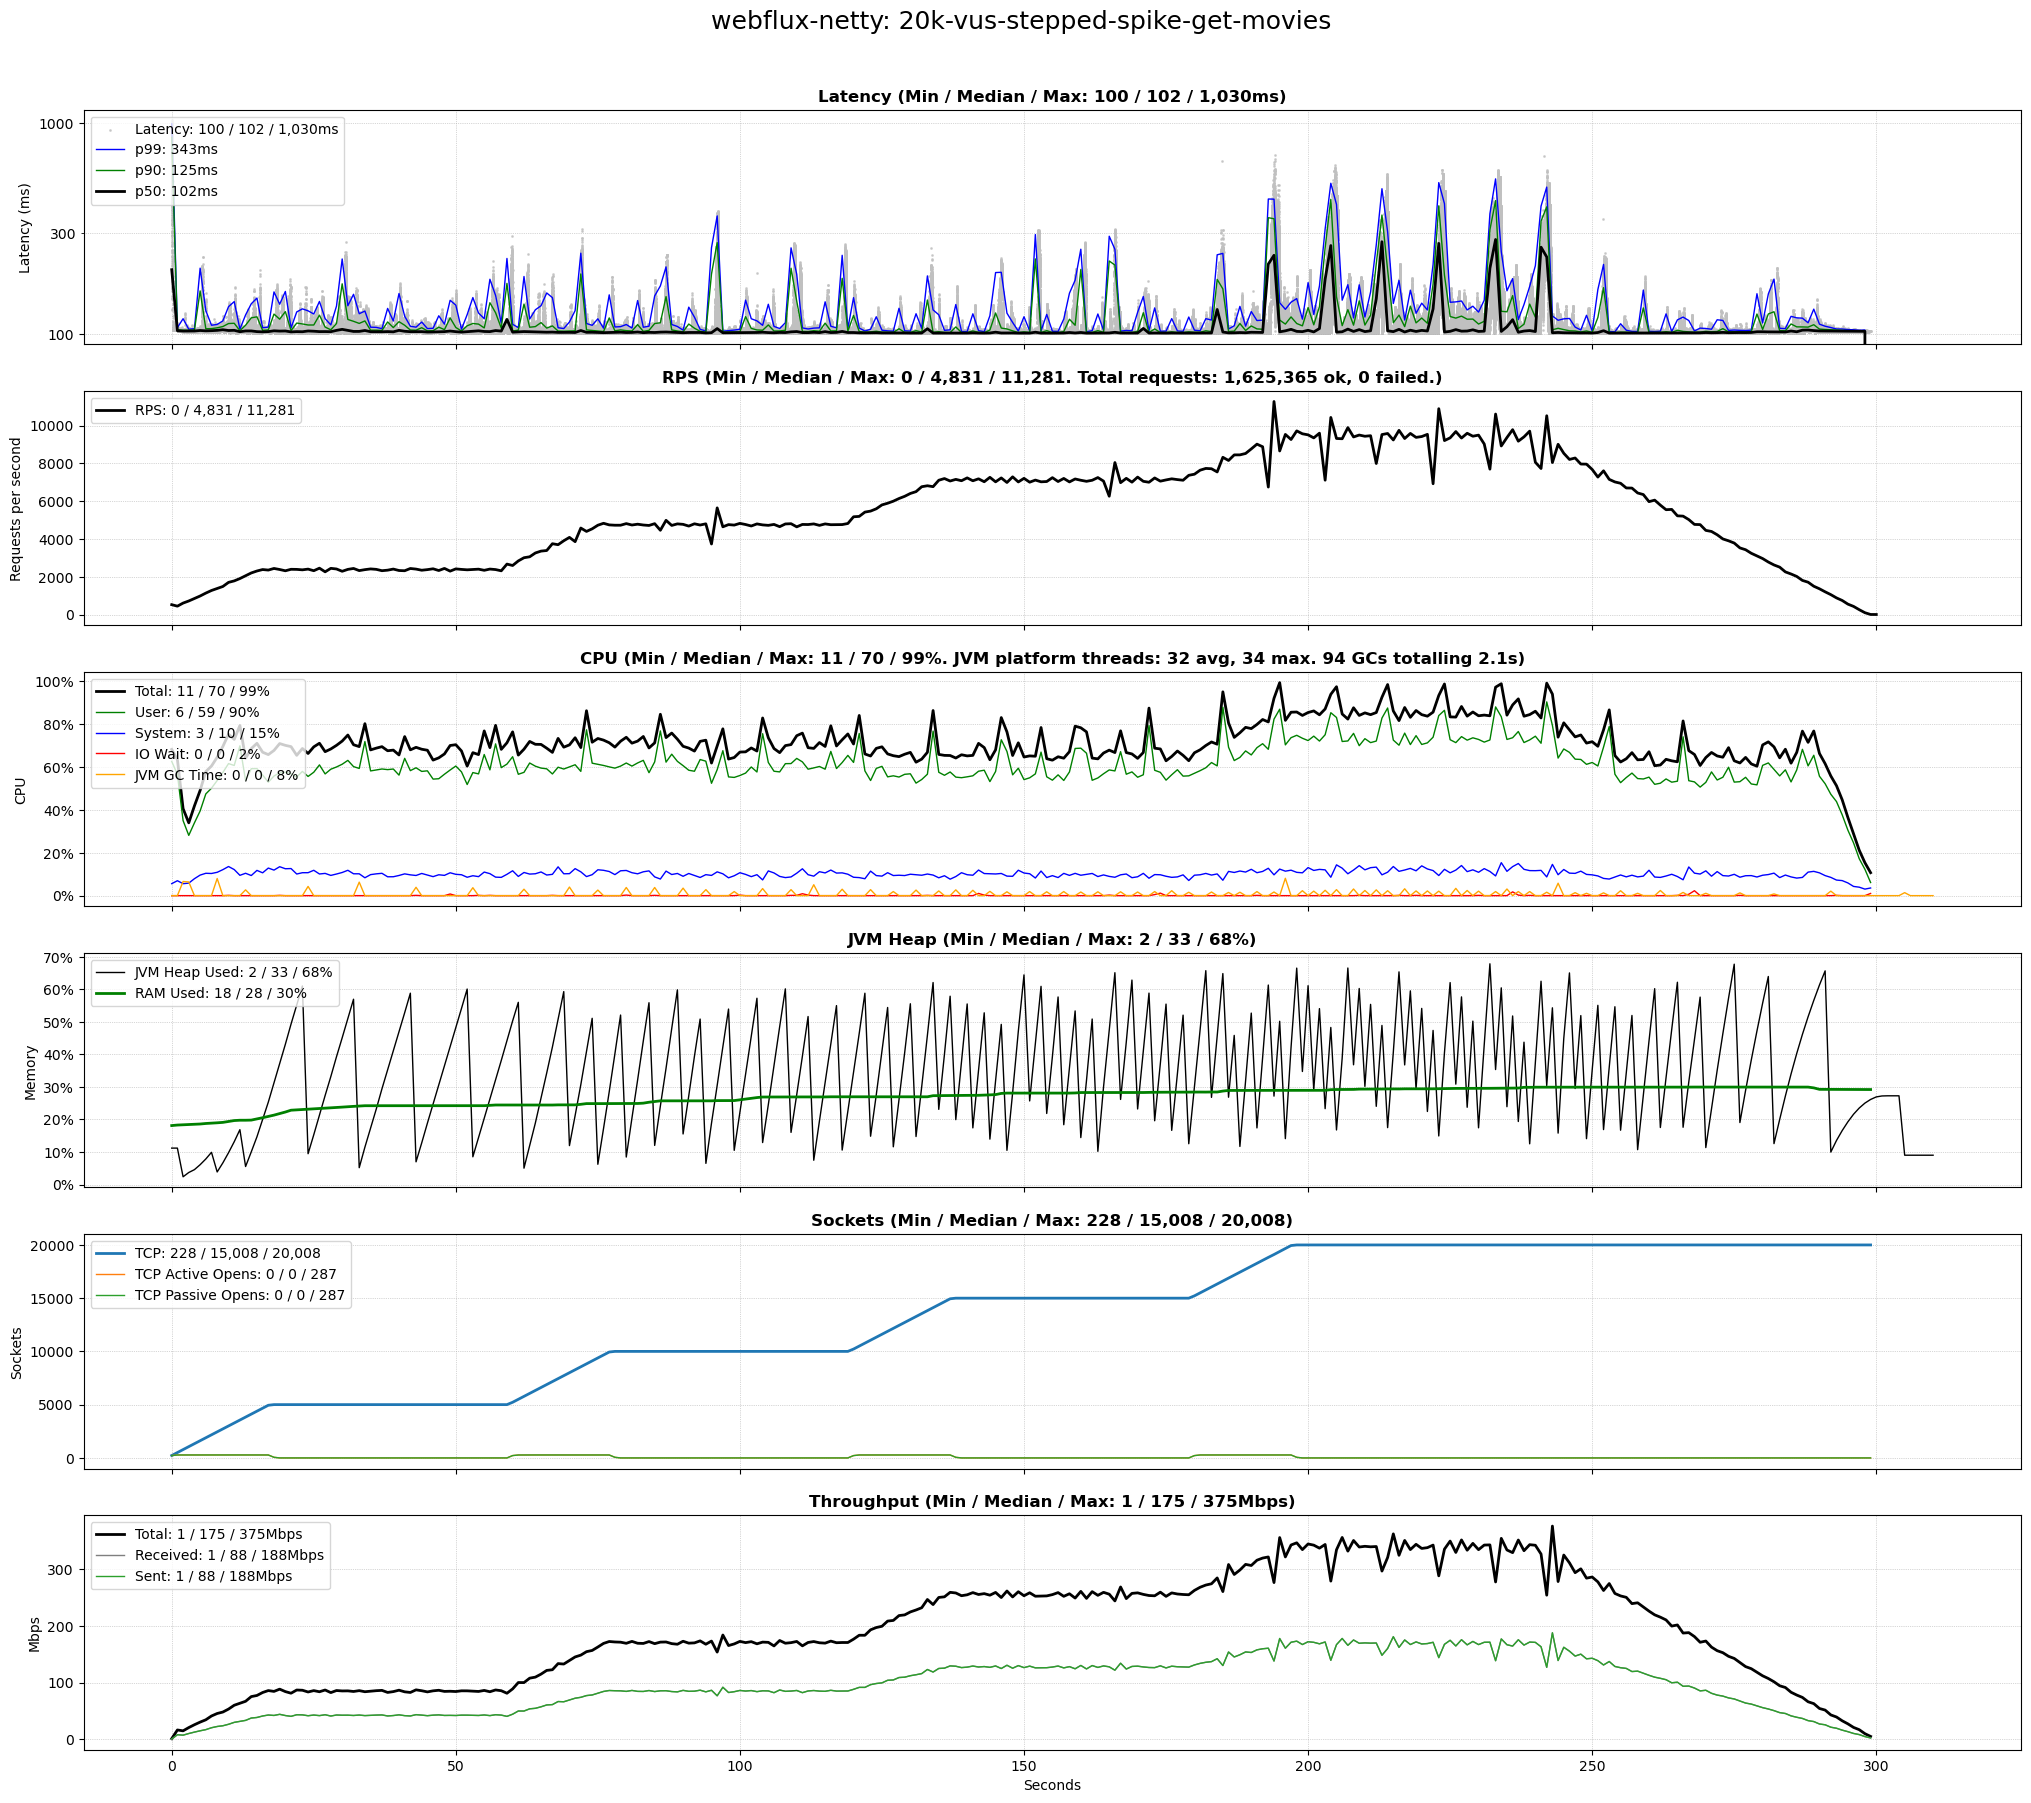 webflux-netty: 20k-vus-stepped-spike-get-movies
Latency (Min / Median / Max: 100 / 102 / 1,030ms)
Latency (ms)
1000
300
100
Latency: 100 / 102 / 1,030ms
p99: 343ms
p90: 125ms
p50: 102ms
RPS (Min / Median / Max: 0 / 4,831 / 11,281. Total requests: 1,625,365 ok, 0 failed.)
Requests per second
10000
8000
6000
4000
2000
0
RPS: 0 / 4,831 / 11,281
CPU (Min / Median / Max: 11 / 70 / 99%. JVM platform threads: 32 avg, 34 max. 94 GCs totalling 2.1s)
CPU
100%
80%
60%
40%
20%
0%
Total: 11 / 70 / 99%
User: 6 / 59 / 90%
System: 3 / 10 / 15%
IO Wait: 0 / 0 / 2%
JVM GC Time: 0 / 0 / 8%
JVM Heap (Min / Median / Max: 2 / 33 / 68%)
Memory
70%
60%
50%
40%
30%
20%
10%
0%
JVM Heap Used: 2 / 33 / 68%
RAM Used: 18 / 28 / 30%
Sockets (Min / Median / Max: 228 / 15,008 / 20,008)
Sockets
20000
15000
10000
5000
0
TCP: 228 / 15,008 / 20,008
TCP Active Opens: 0 / 0 / 287
TCP Passive Opens: 0 / 0 / 287
Throughput (Min / Median / Max: 1 / 175 / 375Mbps)
Mbps
300
200
100
0
Total: 1 / 175 / 375Mbps
Received: 1 / 88 / 188Mbps
Sent: 1 / 88 / 188Mbps
0 50 100 150 200 250 300
Seconds